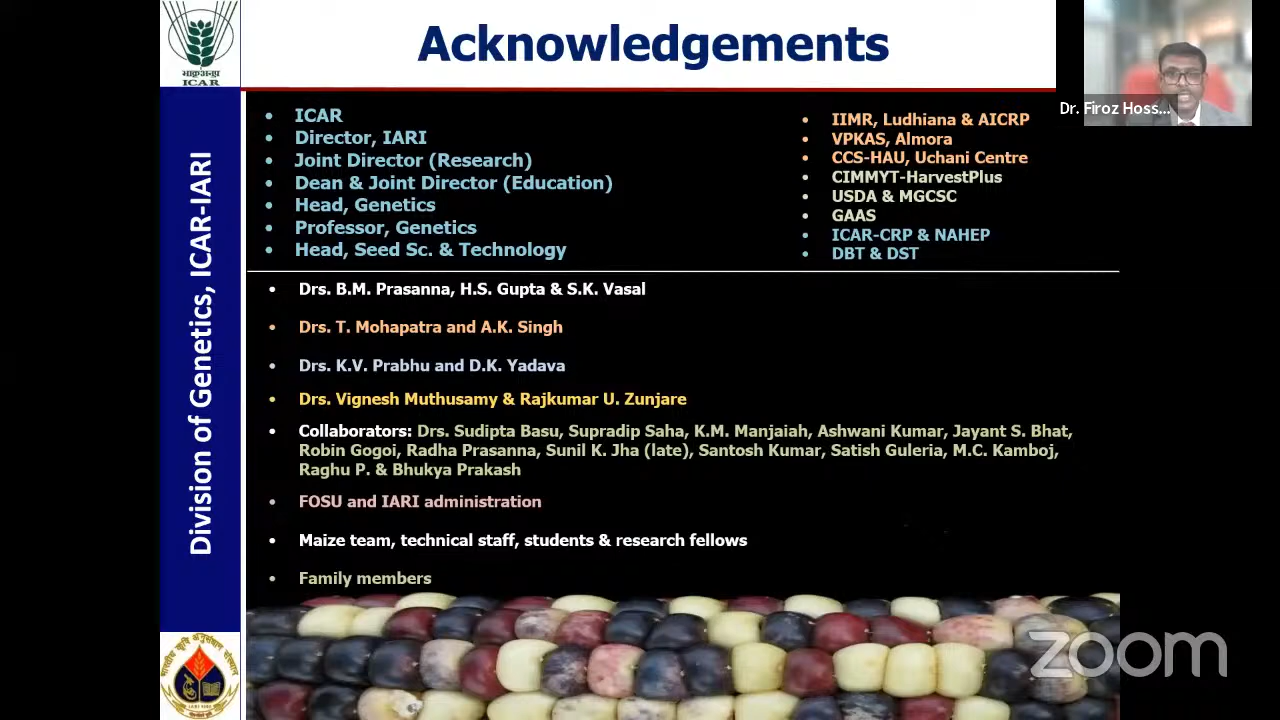 Acknowledgements
भाकृअनुप
ICAR
Dr. Firoz Hoss...
Division of Genetics, ICAR-IARI
• ICAR
• Director, IARI
• Joint Director (Research)
• Dean & Joint Director (Education)
• Head, Genetics
• Professor, Genetics
• Head, Seed Sc. & Technology
• IIMR, Ludhiana & AICRP
• VPKAS, Almora
• CCS-HAU, Uchani Centre
• CIMMYT-HarvestPlus
• USDA & MGCSC
• GAAS
• ICAR-CRP & NAHEP
• DBT & DST
• Drs. B.M. Prasanna, H.S. Gupta & S.K. Vasal
• Drs. T. Mohapatra and A.K. Singh
• Drs. K.V. Prabhu and D.K. Yadava
• Drs. Vignesh Muthusamy & Rajkumar U. Zunjare
• Collaborators: Drs. Sudipta Basu, Supradip Saha, K.M. Manjaiah, Ashwani Kumar, Jayant S. Bhat,
Robin Gogoi, Radha Prasanna, Sunil K. Jha (late), Santosh Kumar, Satish Guleria, M.C. Kamboj,
Raghu P. & Bhukya Prakash
• FOSU and IARI administration
• Maize team, technical staff, students & research fellows
• Family members
भारतीय कृषि अनुसंधान संस्थान
zoom